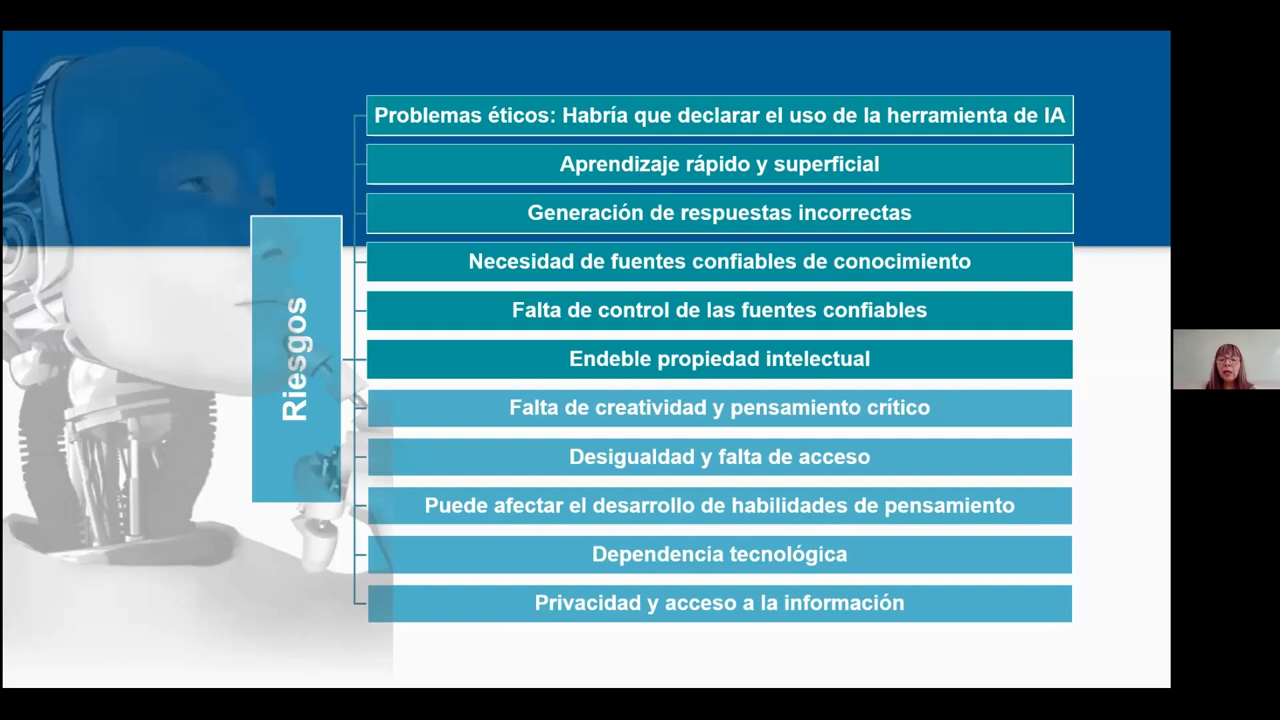 Problemas éticos: Habría que declarar el uso de la herramienta de IA
Aprendizaje rápido y superficial
Generación de respuestas incorrectas
Necesidad de fuentes confiables de conocimiento
Falta de control de las fuentes confiables
Riesgos
Endeble propiedad intelectual
Falta de creatividad y pensamiento crítico
Desigualdad y falta de acceso
Puede afectar el desarrollo de habilidades de pensamiento
Dependencia tecnológica
Privacidad y acceso a la información